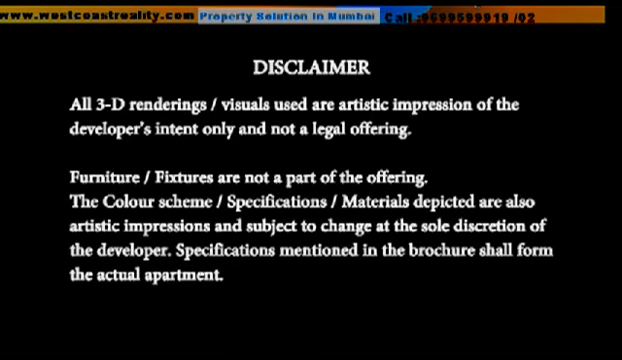 www.westcoastreality.com Property Solution In Mumbai Call :9699599919 /02
DISCLAIMER
All 3-D renderings / visuals used are artistic impression of the
developer's intent only and not a legal offering.
Furniture / Fixtures are not a part of the offering.
The Colour scheme / Specifications / Materials depicted are also
artistic impressions and subject to change at the sole discretion of
the developer. Specifications mentioned in the brochure shall form
the actual apartment.